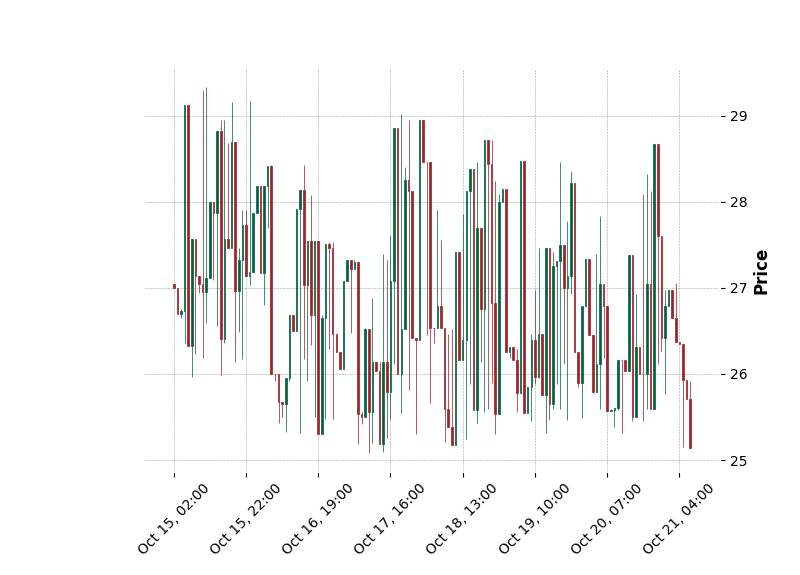 29
28
27
26
25
Price
Oct 15, 02:00
Oct 15, 22:00
Oct 16, 19:00
Oct 17, 16:00
Oct 18, 13:00
Oct 19, 10:00
Oct 20, 07:00
Oct 21, 04:00